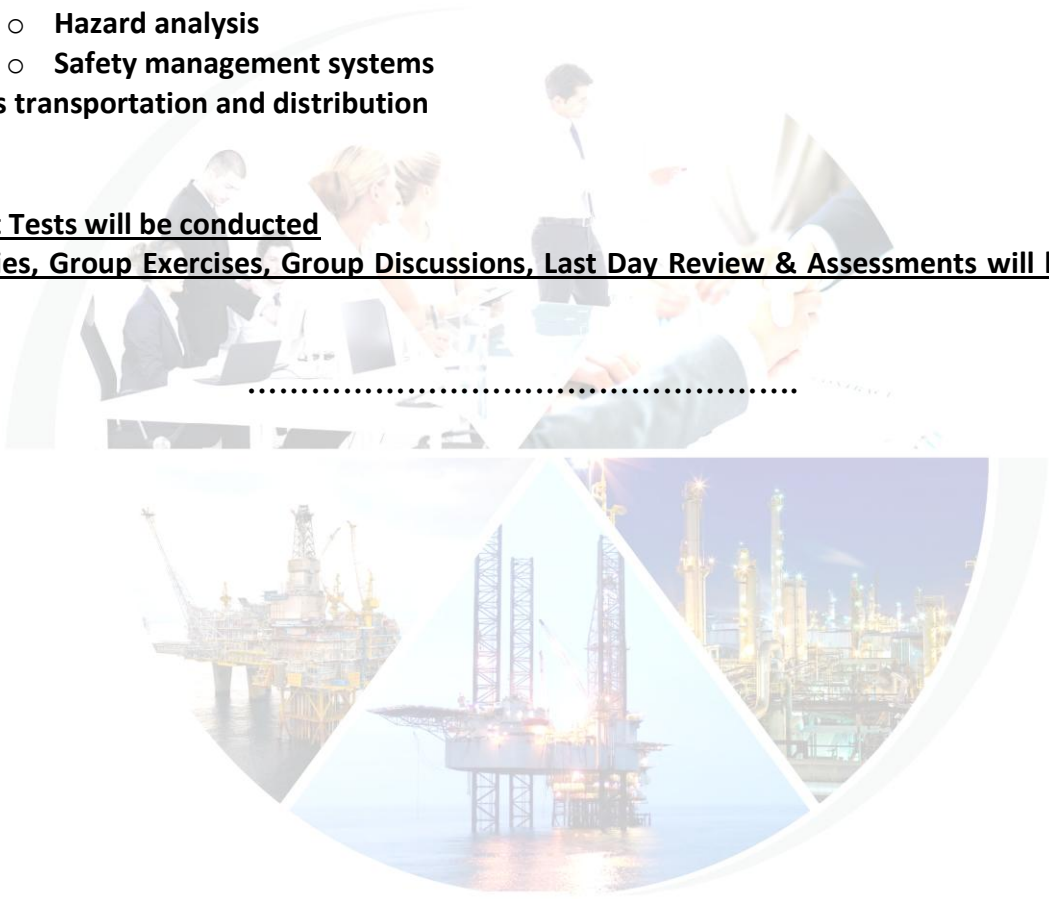 o Hazard analysis
o Safety management systems
s transportation and distribution
t Tests will be conducted
ies, Group Exercises, Group Discussions, Last Day Review & Assessments will
……………………………………………